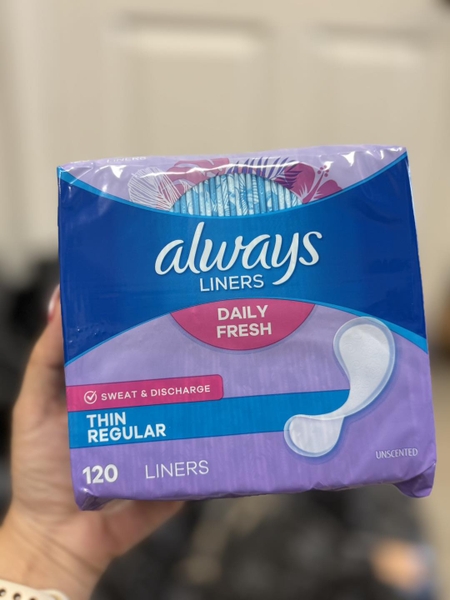 always
LINERS
DAILY
FRESH
SWEAT & DISCHARGE
THIN
REGULAR
120 LINERS
UNSCENTED